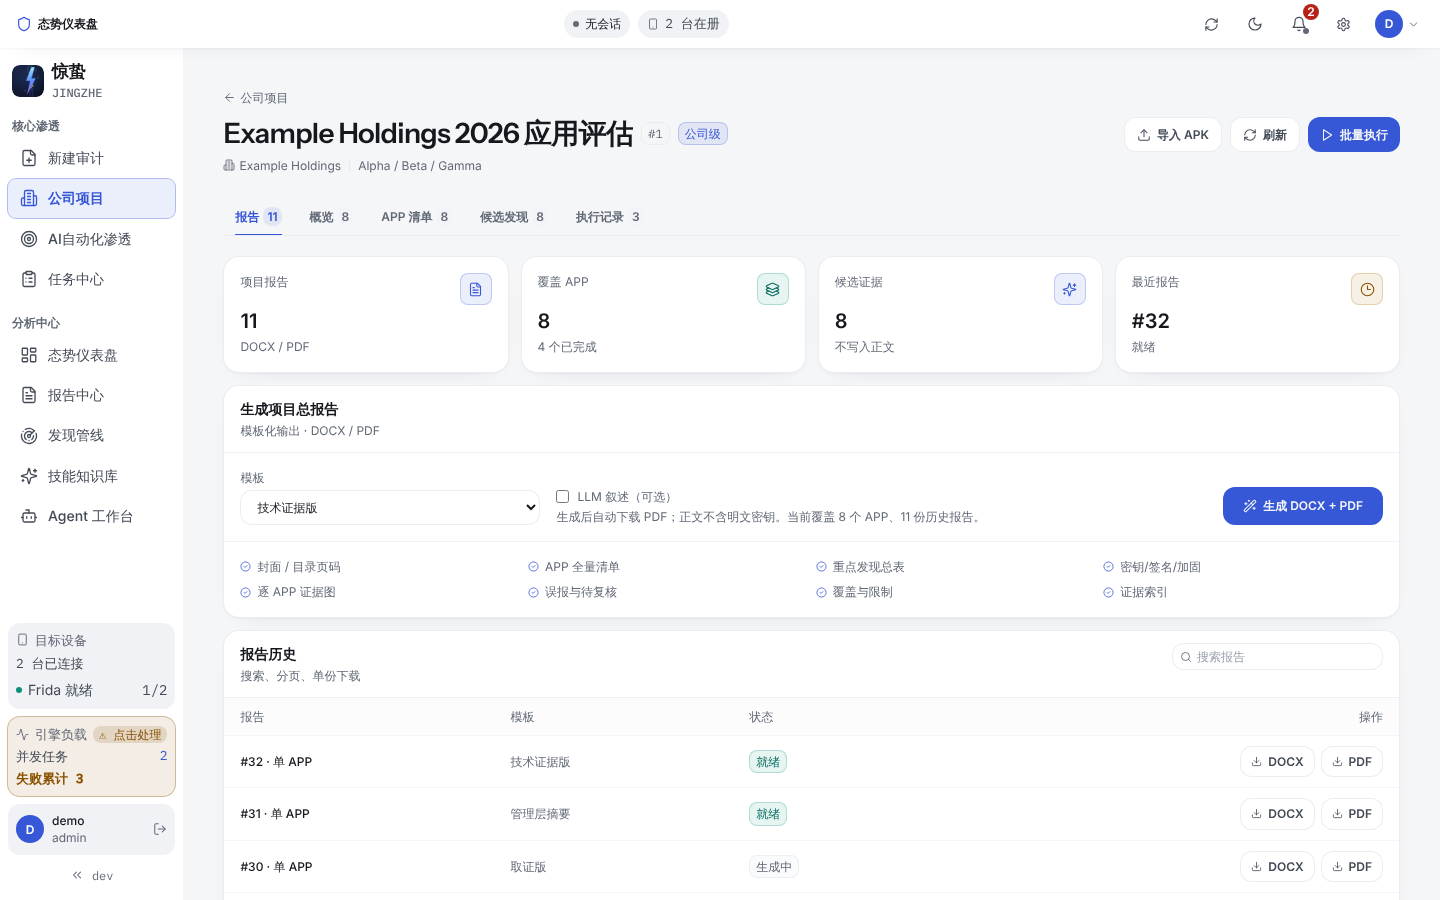 态势仪表盘
无会话
2 台在册
2
D
惊蛰
JINGZHE
核心渗透
新建审计
公司项目
AI自动化渗透
任务中心
分析中心
态势仪表盘
报告中心
发现管线
技能知识库
Agent 工作台
目标设备
2 台已连接
Frida 就绪 1/2
引擎负载 ⚠ 点击处理
并发任务 2
失败累计 3
D
demo
admin
« dev
← 公司项目
Example Holdings 2026 应用评估 #1 公司级
导入 APK
刷新
批量执行
Example Holdings Alpha / Beta / Gamma
报告 11 概览 8 APP 清单 8 候选发现 8 执行记录 3
项目报告
11
DOCX / PDF
覆盖 APP
8
4 个已完成
候选证据
8
不写入正文
最近报告
#32
就绪
生成项目总报告
模板化输出 · DOCX / PDF
模板
技术证据版
LLM 叙述（可选）
生成后自动下载 PDF；正文不含明文密钥。当前覆盖 8 个 APP、11 份历史报告。
生成 DOCX + PDF
封面 / 目录页码 APP 全量清单 重点发现总表 密钥/签名/加固
逐 APP 证据图 误报与待复核 覆盖与限制 证据索引
报告历史
搜索、分页、单份下载
搜索报告
报告 模板 状态 操作
#32 · 单 APP 技术证据版 就绪 DOCX PDF
#31 · 单 APP 管理层摘要 就绪 DOCX PDF
#30 · 单 APP 取证版 生成中 DOCX PDF